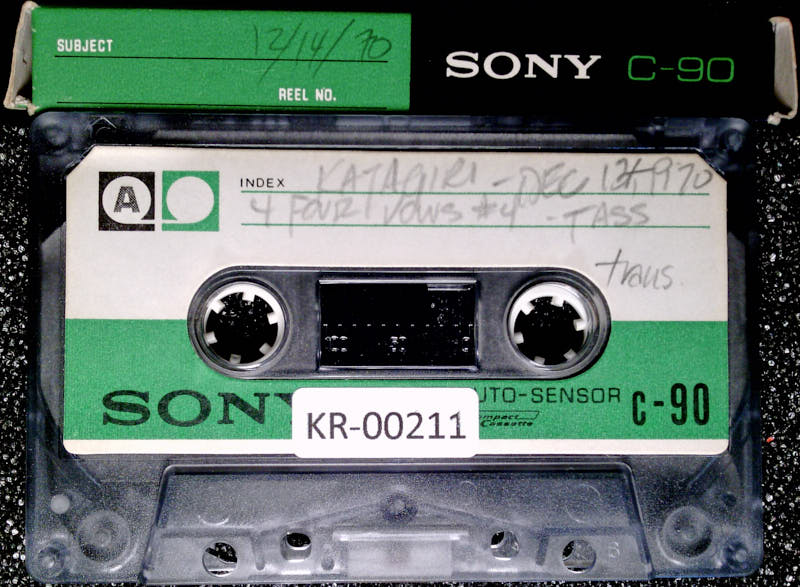 SUBJECT 12/14/70
REEL NO.
SONY C-90
A
INDEX KATAGIRI - DEC 1970
4 FOUR VOWS #4 - TASS
trans.
SONY
AUTO-SENSOR
Compact Cassette
C-90
KR-00211